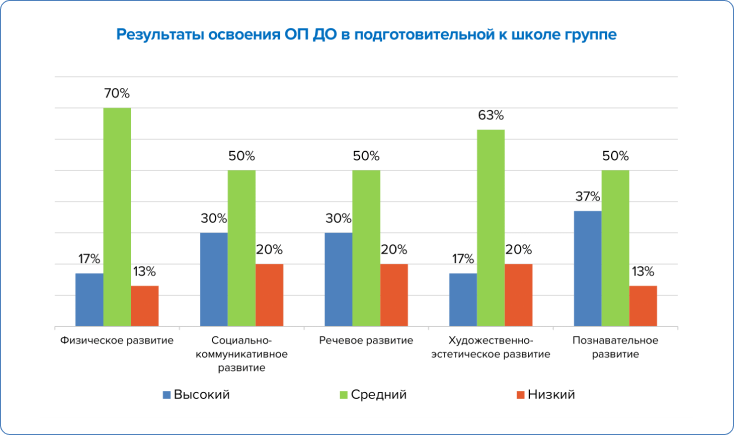 Результаты освоения ОП ДО в подготовительной к школе группе
70%
63%
50%
50%
50%
37%
30%
30%
17%
13%
20%
20%
17%
20%
13%
Физическое развитие
Социально-
коммуникативное
развитие
Речевое развитие
Художественно-
эстетическое развитие
Познавательное
развитие
Высокий
Средний
Низкий